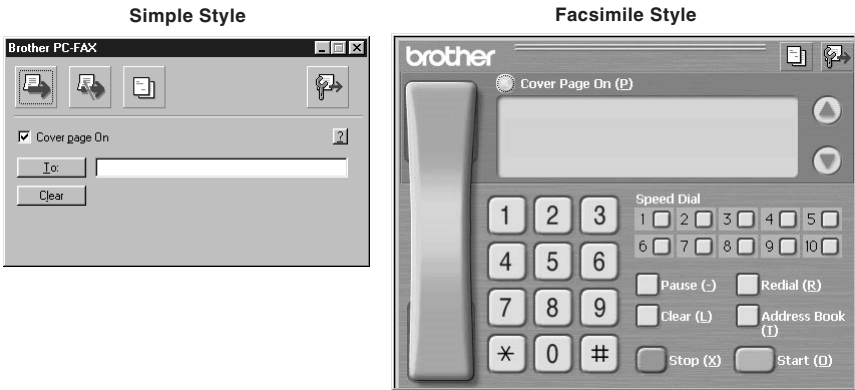 Simple Style
Brother PC-FAX
Cover page On
?
To:
Clear
Facsimile Style
brother
Cover Page On (P)
Speed Dial
1 2 3 4 5
6 7 8 9 10
1 2 3
4 5 6
7 8 9
* 0 #
Pause (-) Redial (R)
Clear (L) Address Book
(T)
Stop (X) Start (O)